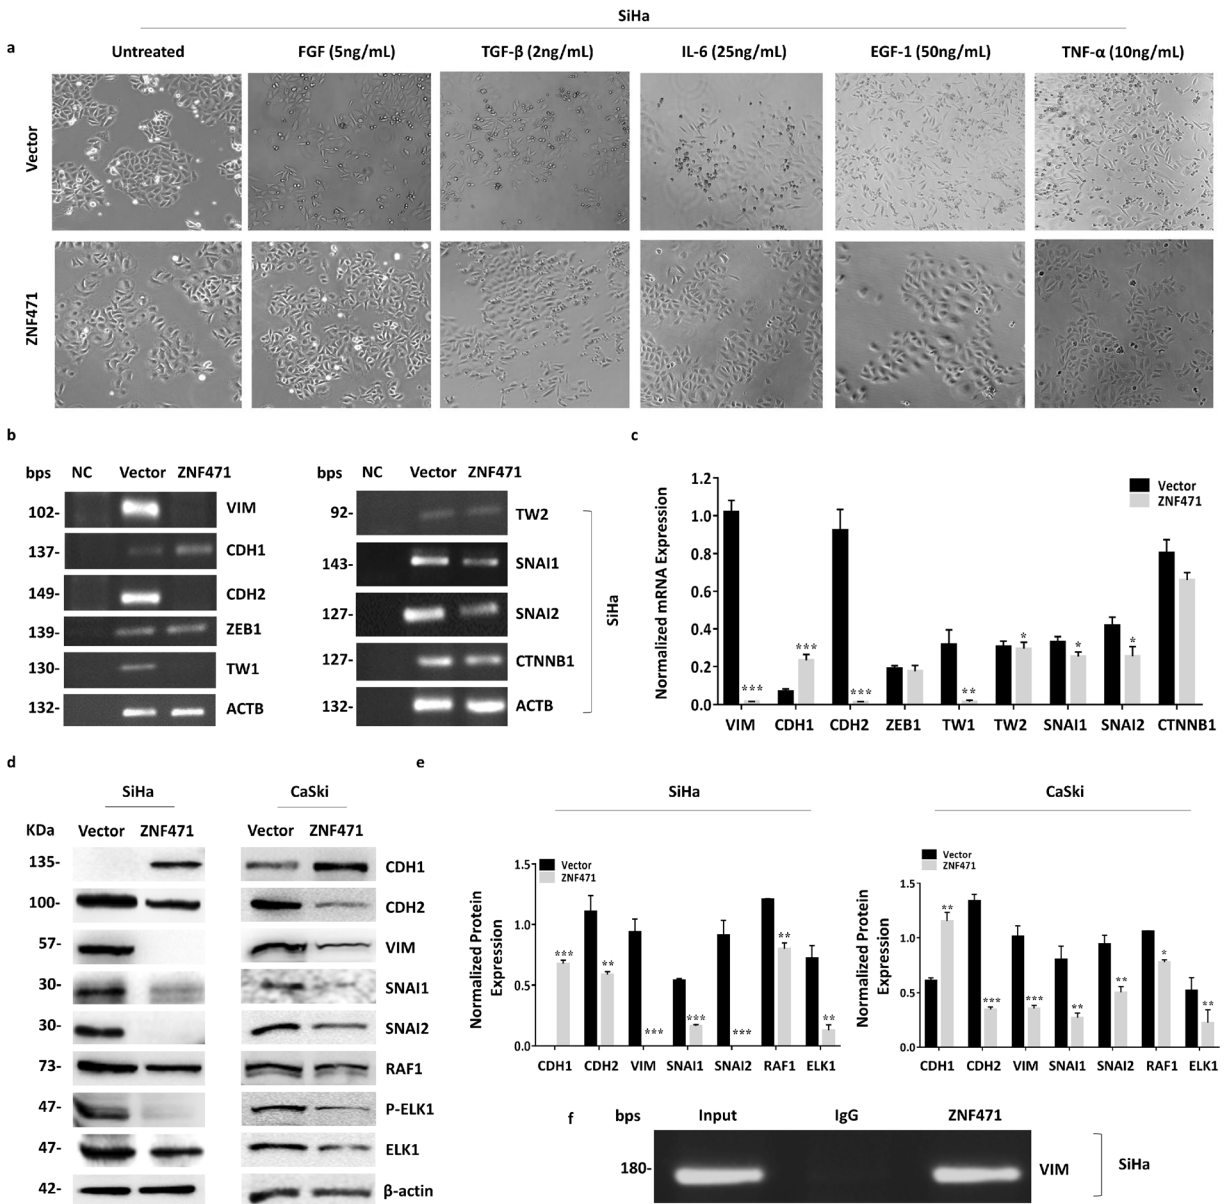 SiHa
a
Untreated FGF (5ng/mL) TGF-β (2ng/mL) IL-6 (25ng/mL) EGF-1 (50ng/mL) TNF-α (10ng/mL)
Vector
ZNF471
b
bps NC Vector ZNF471
102- VIM
137- CDH1
149- CDH2
139- ZEB1
130- TW1
132- ACTB
bps NC Vector ZNF471
92- TW2
143- SNAI1
127- SNAI2
127- CTNNB1
132- ACTB
SiHa
c
Normalized mRNA Expression
1.2
1.0
0.8
0.6
0.4
0.2
0.0
Vector
ZNF471
*** *** *** ** * * *
VIM CDH1 CDH2 ZEB1 TW1 TW2 SNAI1 SNAI2 CTNNB1
d
SiHa CaSki
KDa Vector ZNF471 Vector ZNF471
135- CDH1
100- CDH2
57- VIM
30- SNAI1
30- SNAI2
73- RAF1
47- P-ELK1
47- ELK1
42- β-actin
e
SiHa
Normalized Protein
Expression
1.5
1.0
0.5
0.0
Vector
ZNF471
*** ** *** *** *** ** **
CDH1 CDH2 VIM SNAI1 SNAI2 RAF1 ELK1
CaSki
Normalized Protein
Expression
1.5
1.0
0.5
0.0
Vector
ZNF471
** *** *** ** ** * **
CDH1 CDH2 VIM SNAI1 SNAI2 RAF1 ELK1
f
bps Input IgG ZNF471
180- VIM
SiHa